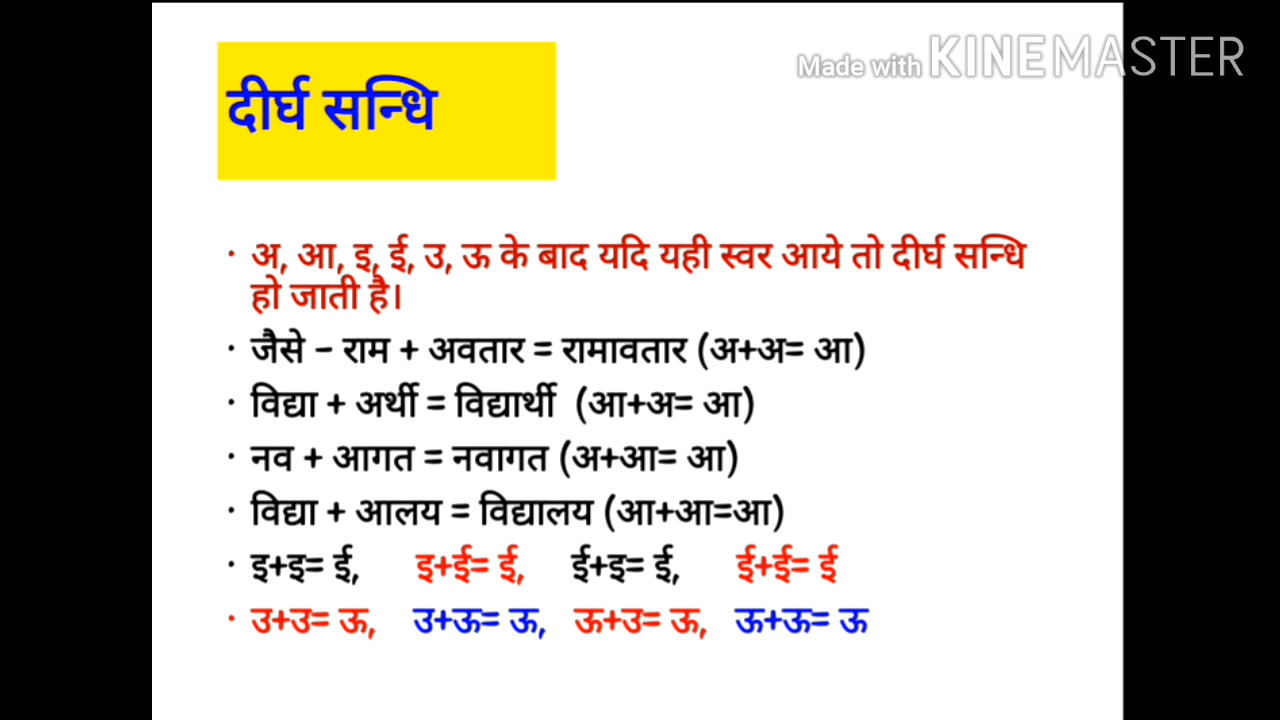 Made with KINEMASTER
दीर्घ सन्धि
• अ, आ, इ, ई, उ, ऊ के बाद यदि यही स्वर आये तो दीर्घ सन्धि
हो जाती है।
• जैसे – राम + अवतार = रामावतार (अ+अ= आ)
• विद्या + अर्थी = विद्यार्थी (आ+अ= आ)
• नव + आगत = नवागत (अ+आ= आ)
• विद्या + आलय = विद्यालय (आ+आ=आ)
• इ+इ= ई, इ+ई= ई, ई+इ= ई, ई+ई= ई
• उ+उ= ऊ, उ+ऊ= ऊ, ऊ+उ= ऊ, ऊ+ऊ= ऊ